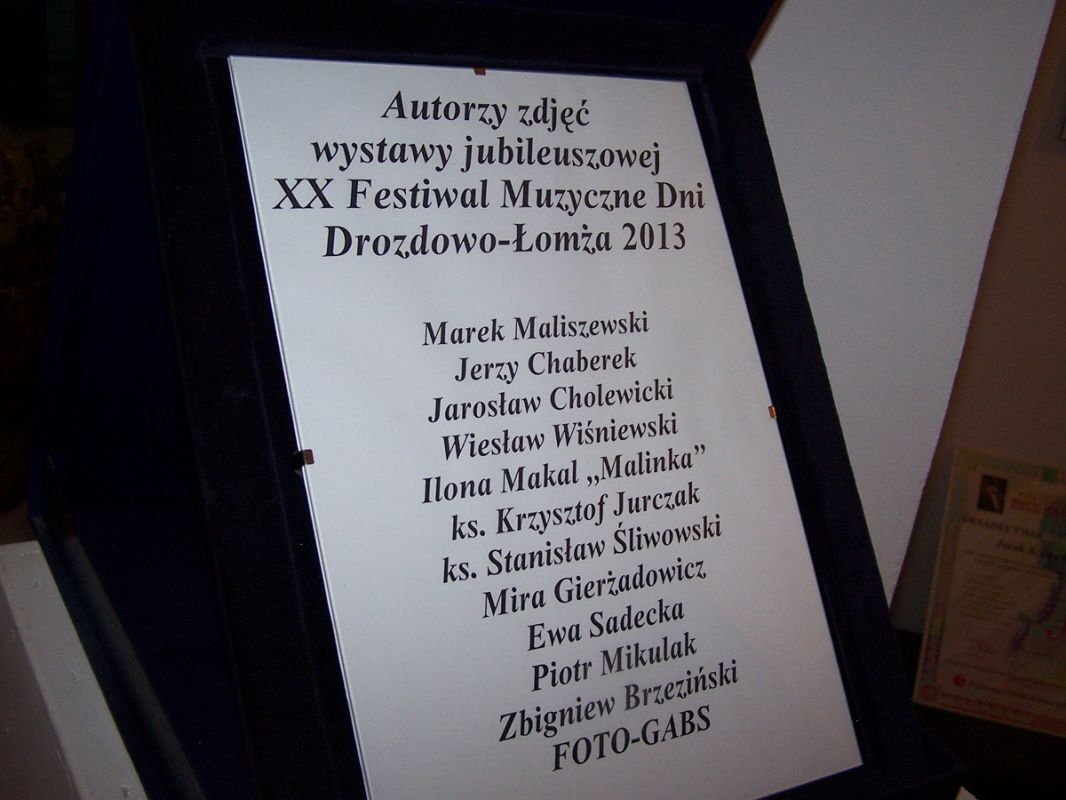 Autorzy zdjęć
wystawy jubileuszowej
XX Festiwal Muzyczne Dni
Drozdowo-Łomża 2013
Marek Maliszewski
Jerzy Chaberek
Jarosław Cholewicki
Wiesław Wiśniewski
Ilona Makal „Malinka”
ks. Krzysztof Jurczak
ks. Stanisław Śliwowski
Mira Gierżadowicz
Ewa Sadecka
Piotr Mikulak
Zbigniew Brzeziński
FOTO-GABS
ŚWIADECTWO